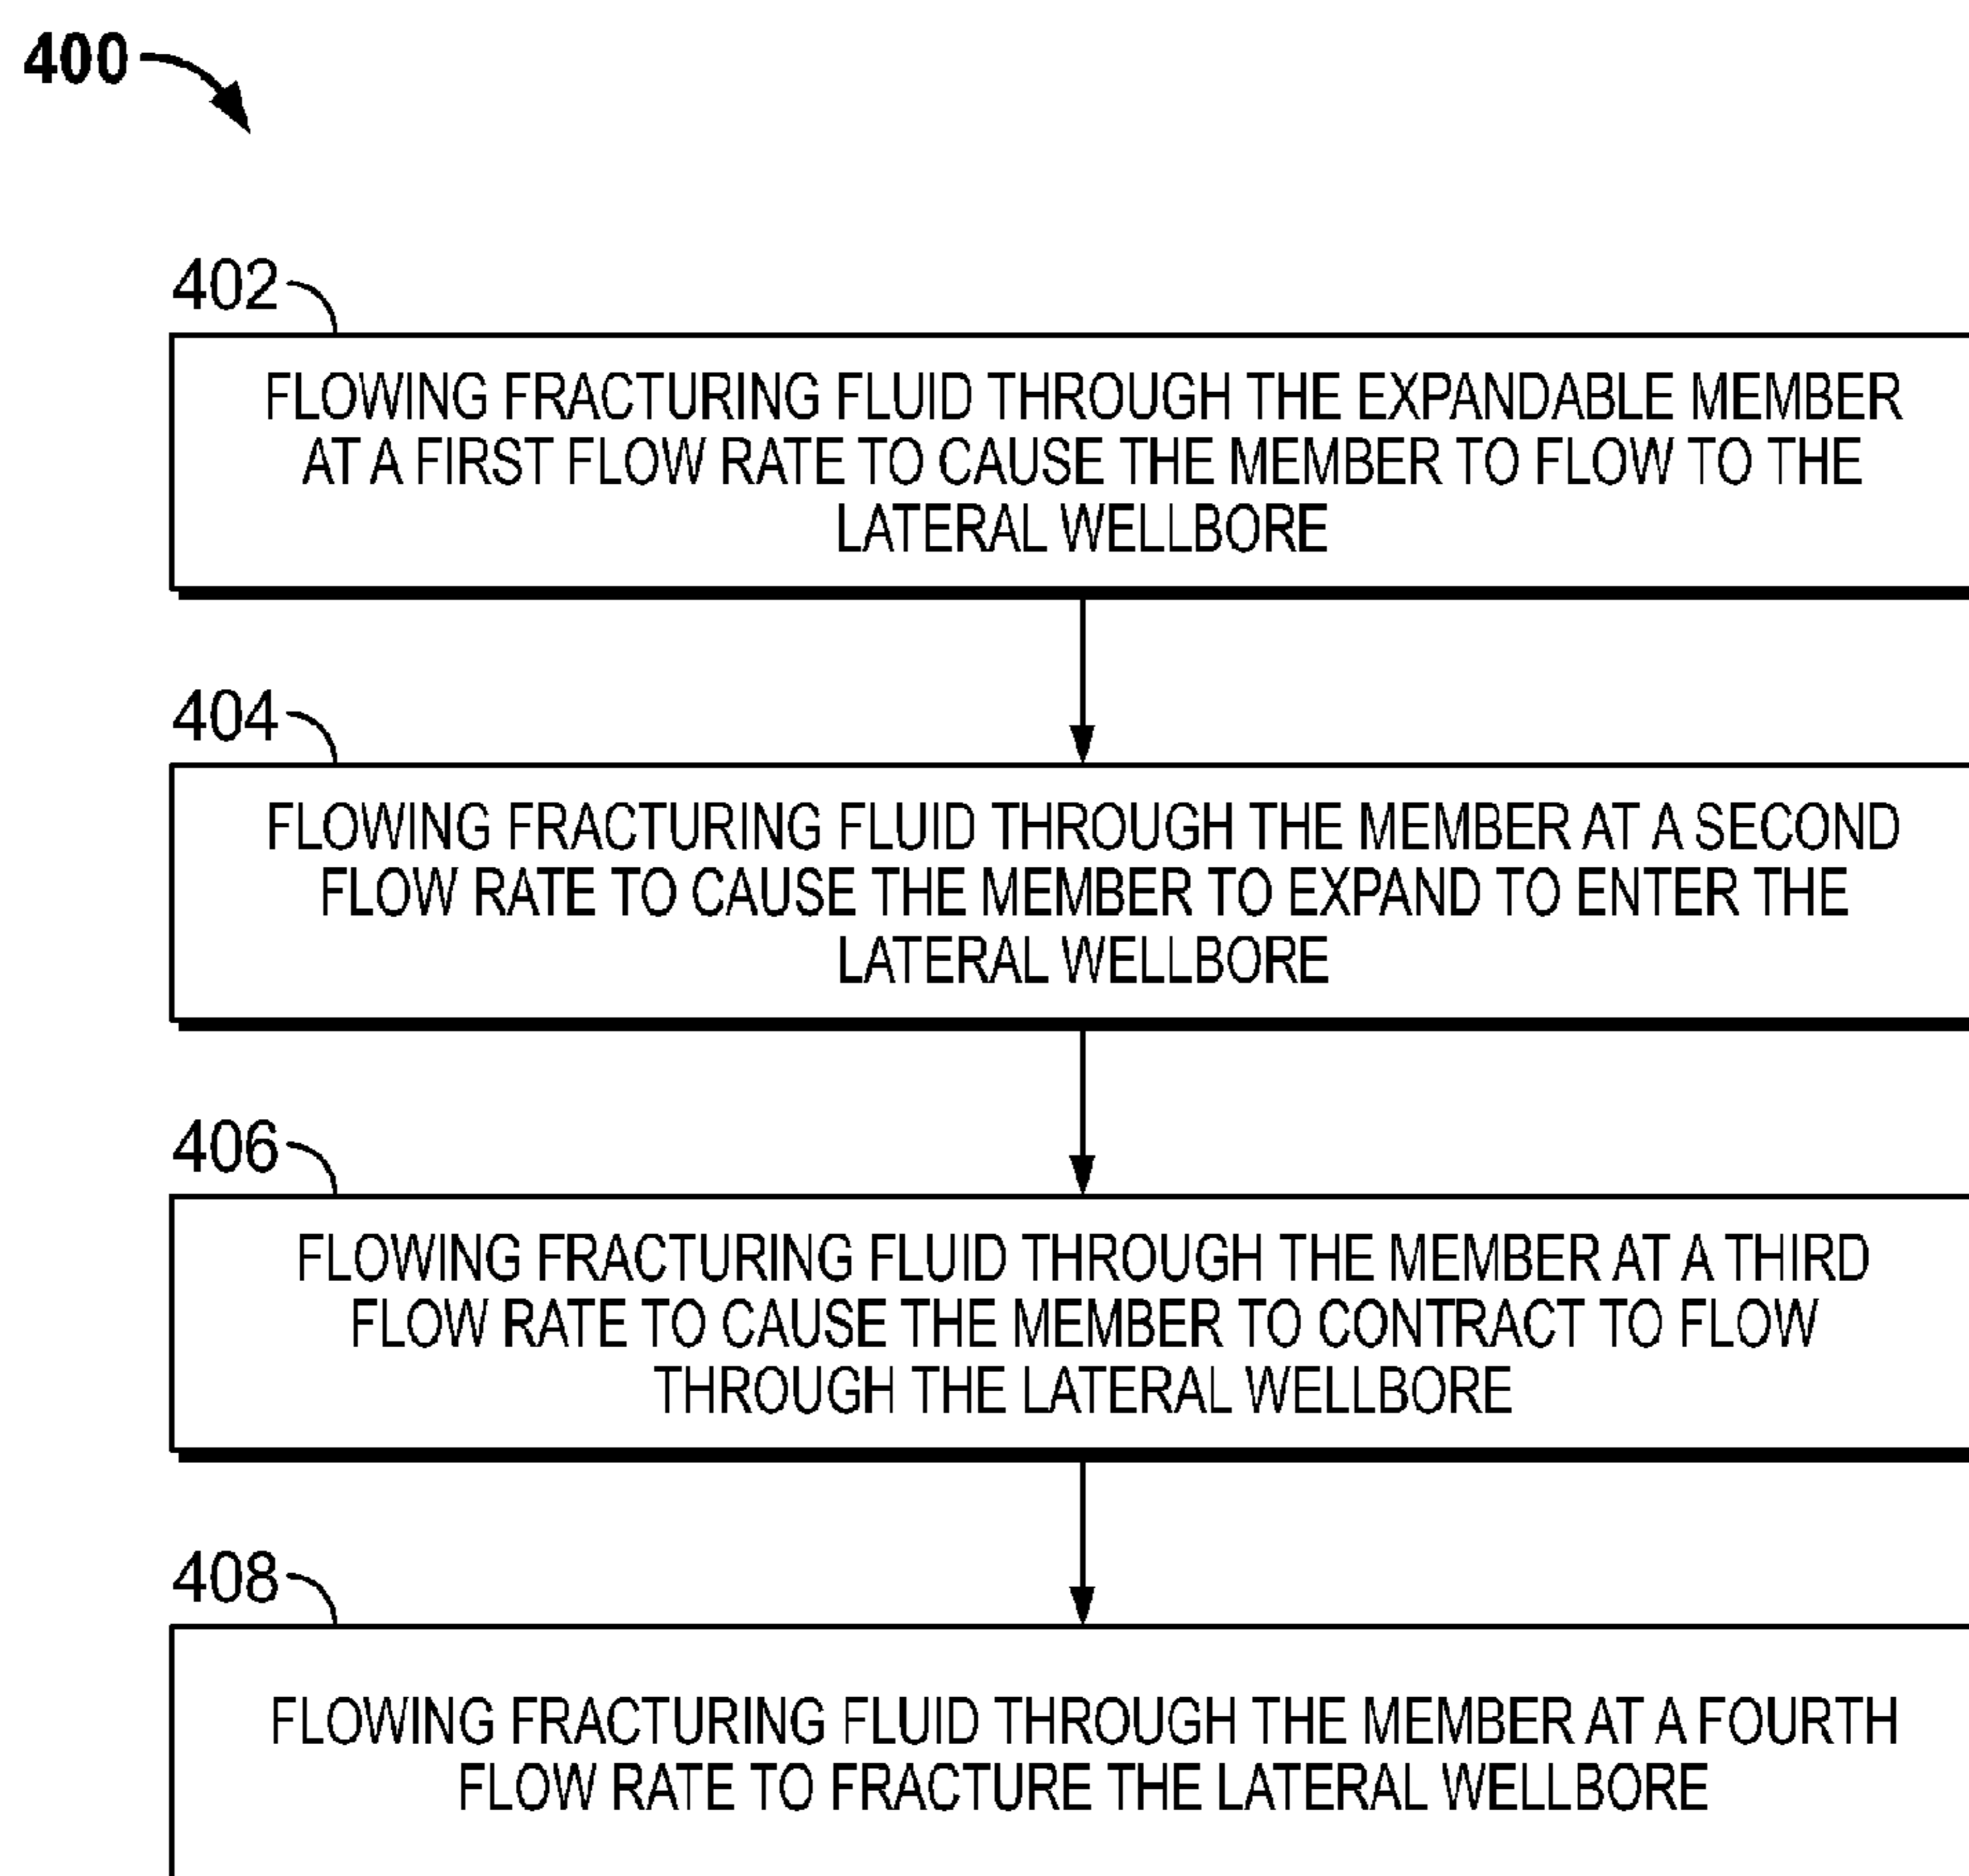 400
402
FLOWING FRACTURING FLUID THROUGH THE EXPANDABLE MEMBER
AT A FIRST FLOW RATE TO CAUSE THE MEMBER TO FLOW TO THE
LATERAL WELLBORE
404
FLOWING FRACTURING FLUID THROUGH THE MEMBER AT A SECOND
FLOW RATE TO CAUSE THE MEMBER TO EXPAND TO ENTER THE
LATERAL WELLBORE
406
FLOWING FRACTURING FLUID THROUGH THE MEMBER AT A THIRD
FLOW RATE TO CAUSE THE MEMBER TO CONTRACT TO FLOW
THROUGH THE LATERAL WELLBORE
408
FLOWING FRACTURING FLUID THROUGH THE MEMBER AT A FOURTH
FLOW RATE TO FRACTURE THE LATERAL WELLBORE